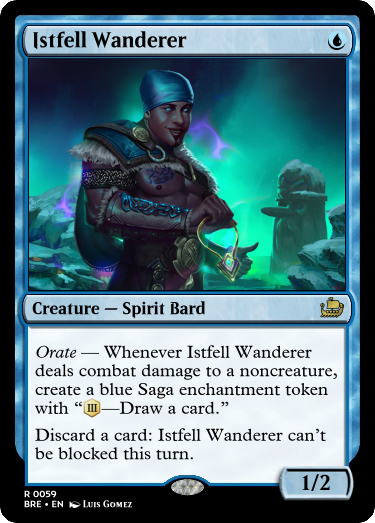 Istfell Wanderer
Creature — Spirit Bard
Orate — Whenever Istfell Wanderer
deals combat damage to a noncreature,
create a blue Saga enchantment token
with “III—Draw a card.”
Discard a card: Istfell Wanderer can’t
be blocked this turn.
1/2
R 0059
BRE • EN Luis Gomez